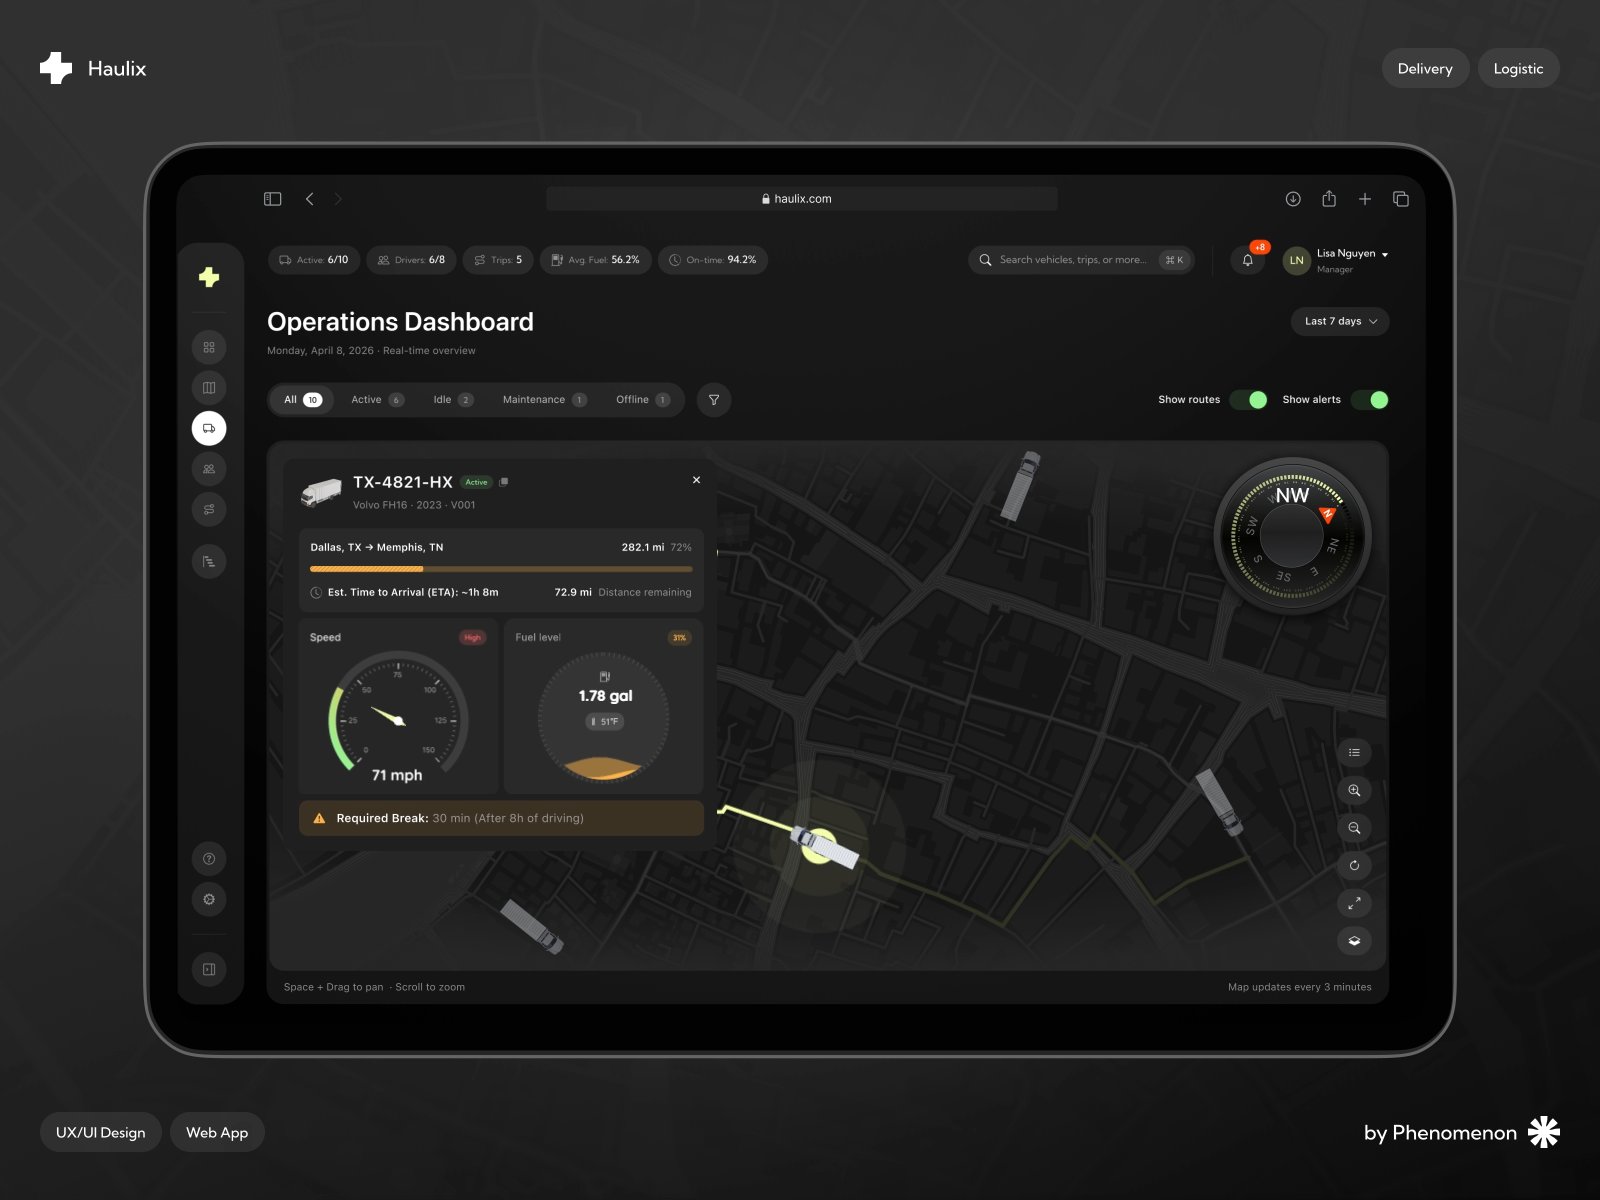 Haulix
Delivery
Logistic
haulix.com
Active: 6/10
Drivers: 6/8
Trips: 5
Avg. Fuel: 56.2%
On-time: 94.2%
Search vehicles, trips, or more...
⌘ K
+8
LN
Lisa Nguyen
Manager
Operations Dashboard
Last 7 days
Monday, April 8, 2026 · Real-time overview
All 10
Active 6
Idle 2
Maintenance 1
Offline 1
Show routes
Show alerts
TX-4821-HX
Active
Volvo FH16 · 2023 · V001
Dallas, TX → Memphis, TN
282.1 mi 72%
Est. Time to Arrival (ETA): ~1h 8m
72.9 mi Distance remaining
Speed
High
0
25
50
75
100
125
150
71 mph
Fuel level
31%
1.78 gal
51°F
Required Break: 30 min (After 8h of driving)
NW
N
NE
E
SE
S
SW
W
Space + Drag to pan · Scroll to zoom
Map updates every 3 minutes
UX/UI Design
Web App
by Phenomenon